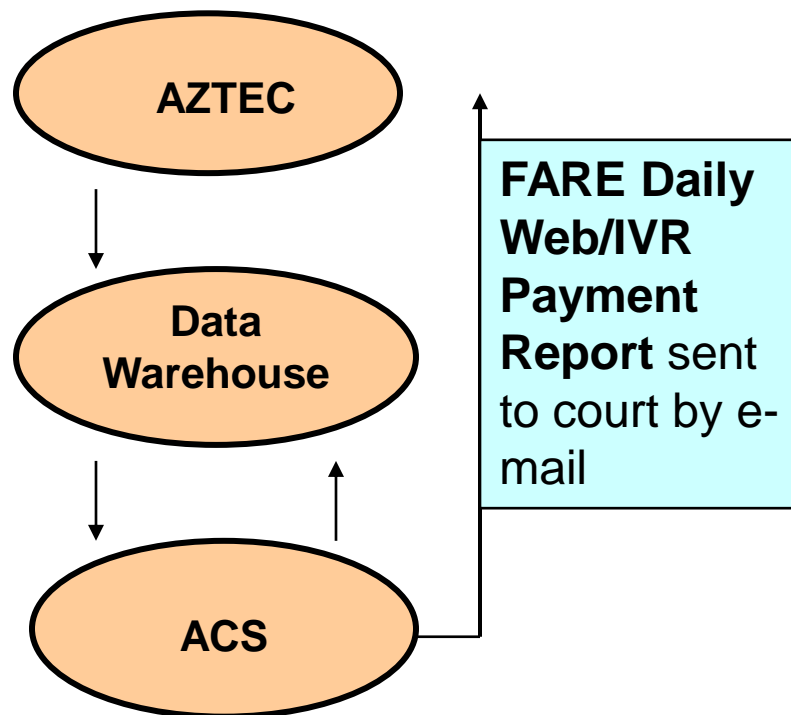 AZTEC
Data
Warehouse
ACS
FARE Daily
Web/IVR
Payment
Report sent
to court by e-
mail